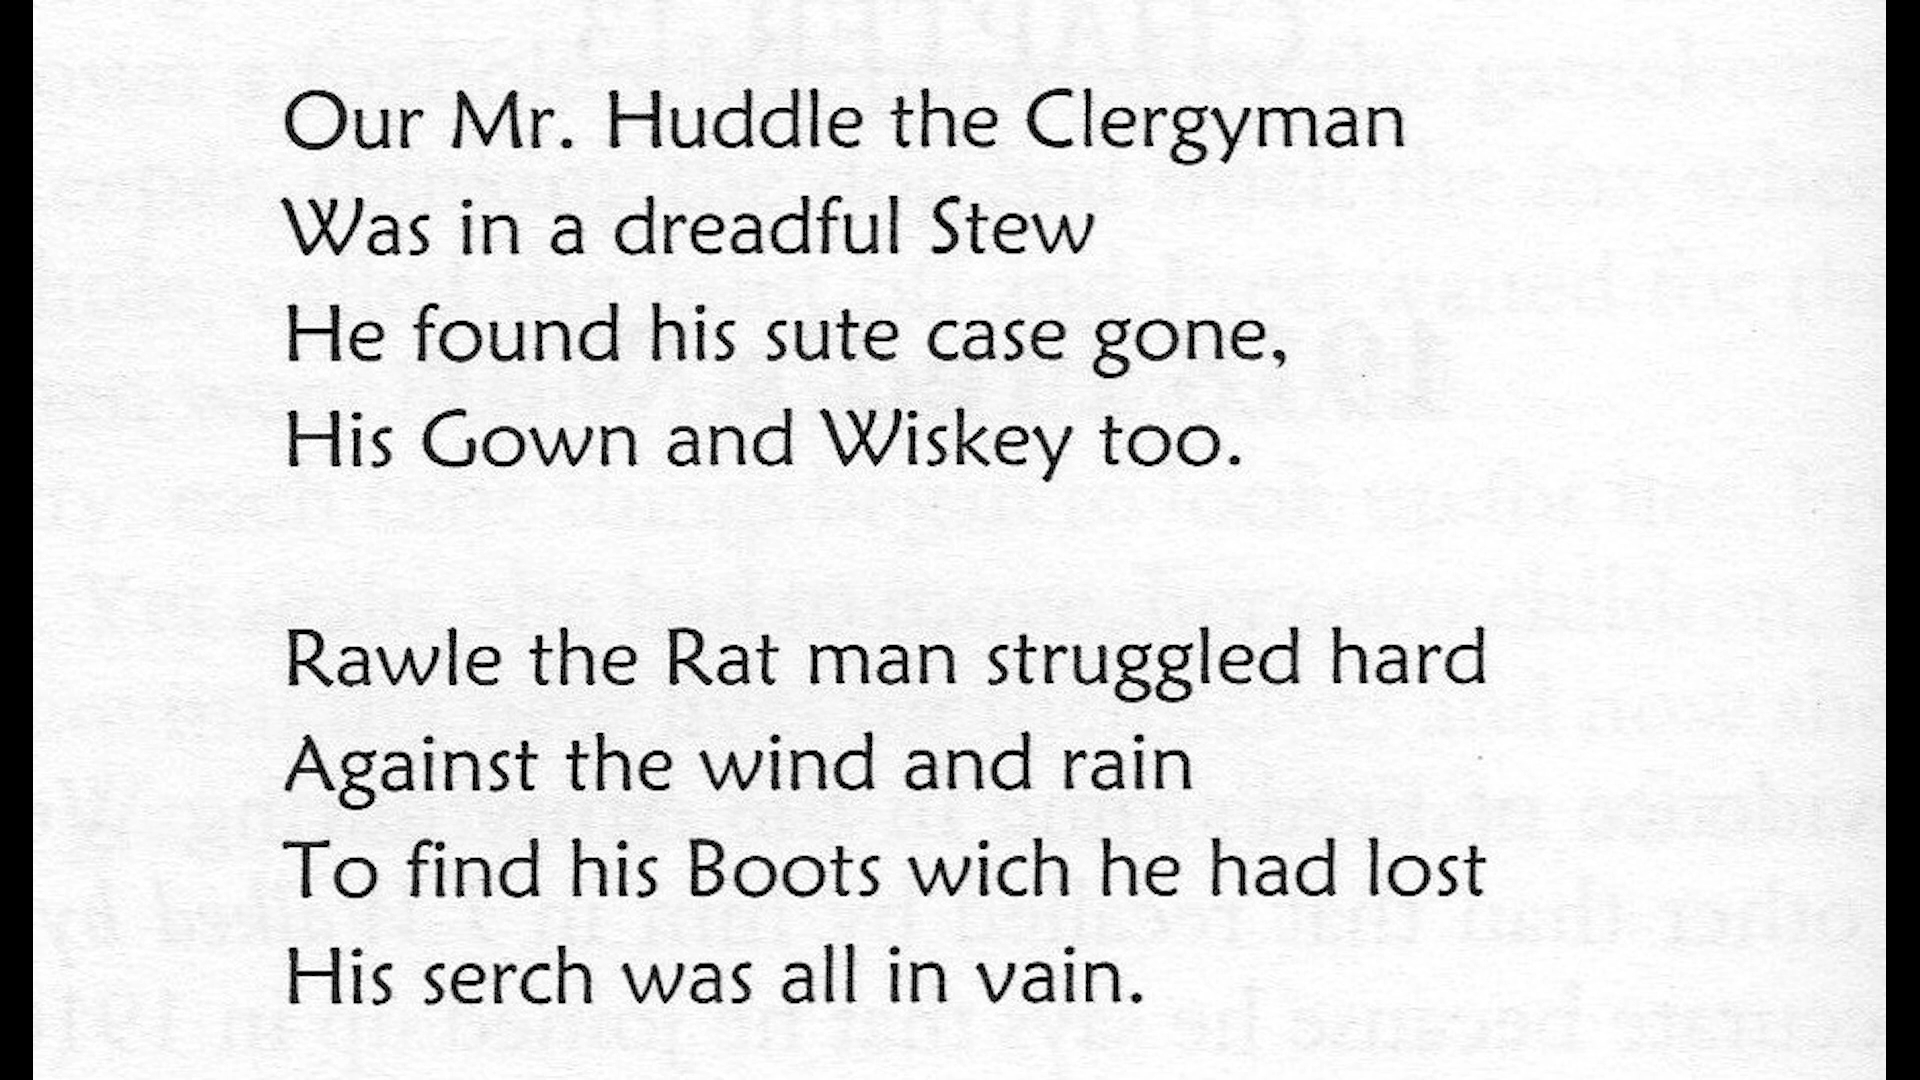 Our Mr. Huddle the Clergyman
Was in a dreadful Stew
He found his sute case gone,
His Gown and Wiskey too.
Rawle the Rat man struggled hard
Against the wind and rain
To find his Boots wich he had lost
His serch was all in vain.